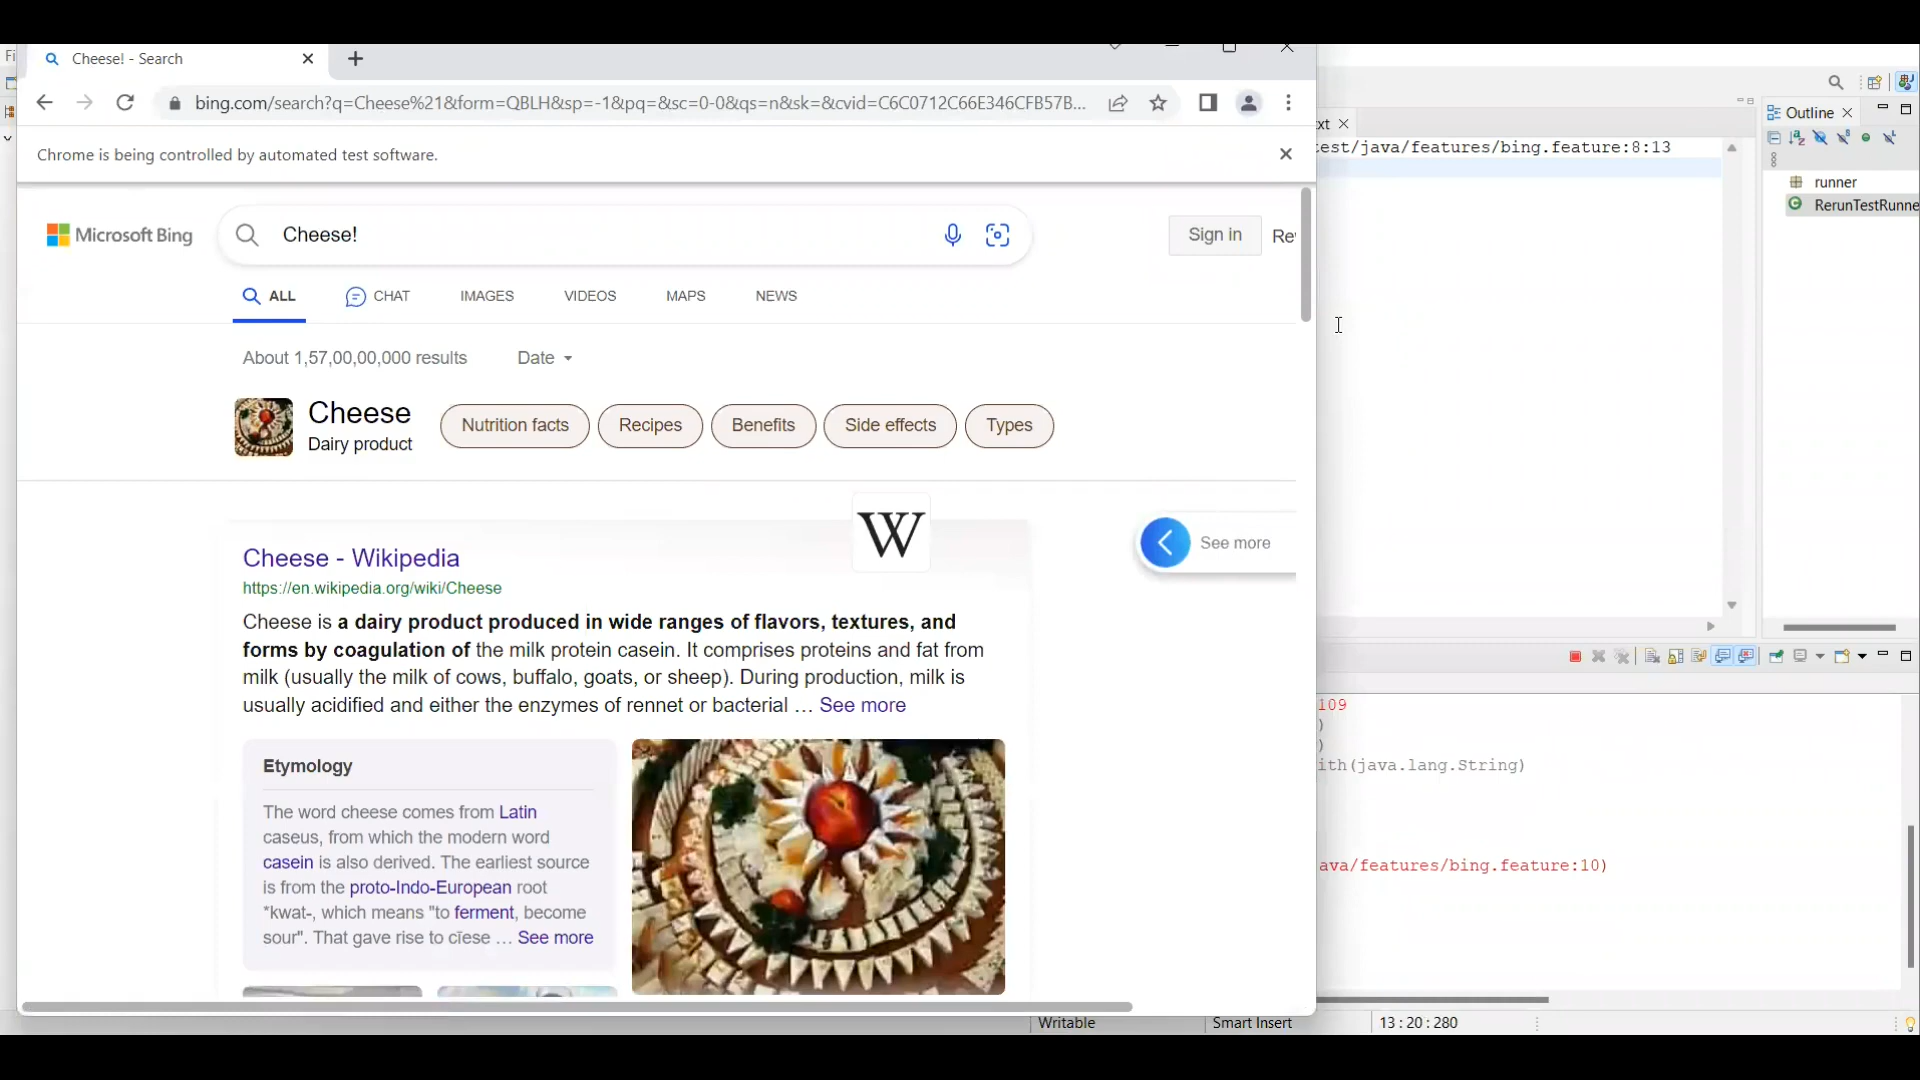 Fi
Cheese! - Search
bing.com/search?q=Cheese%21&form=QBLH&sp=-1&pq=&sc=0-0&qs=n&sk=&cvid=C6C0712C66E346CFB57B...
Chrome is being controlled by automated test software.
Microsoft Bing
Cheese!
Sign in
Re
ALL
CHAT
IMAGES
VIDEOS
MAPS
NEWS
About 1,57,00,00,000 results
Date
Cheese
Dairy product
Nutrition facts
Recipes
Benefits
Side effects
Types
W
Cheese - Wikipedia
https://en.wikipedia.org/wiki/Cheese
Cheese is a dairy product produced in wide ranges of flavors, textures, and
forms by coagulation of the milk protein casein. It comprises proteins and fat from
milk (usually the milk of cows, buffalo, goats, or sheep). During production, milk is
usually acidified and either the enzymes of rennet or bacterial ... See more
See more
Etymology
The word cheese comes from Latin
caseus, from which the modern word
casein is also derived. The earliest source
is from the proto-Indo-European root
*kwat-, which means "to ferment, become
sour". That gave rise to cīese ... See more
xt
test/java/features/bing.feature:8:13
Outline
runner
RerunTestRunne
109
)
)
ith(java.lang.String)
ava/features/bing.feature:10)
Writable
Smart Insert
13 : 20 : 280